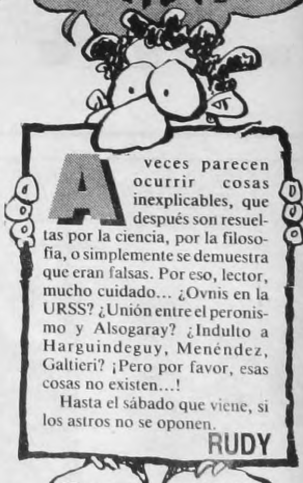 A veces parecen
ocurrir cosas
inexplicables, que
después son resuel-
tas por la ciencia, por la filoso-
fia, o simplemente se demuestra
que eran falsas. Por eso, lector,
mucho cuidado... ¿Ovnis en la
URSS? ¿Unión entre el peronis-
mo y Alsogaray? ¿Indulto a
Harguindeguy, Menéndez,
Galtieri? ¡Pero por favor, esas
cosas no existen...!
Hasta el sábado que viene, si
los astros no se oponen.
RUDY